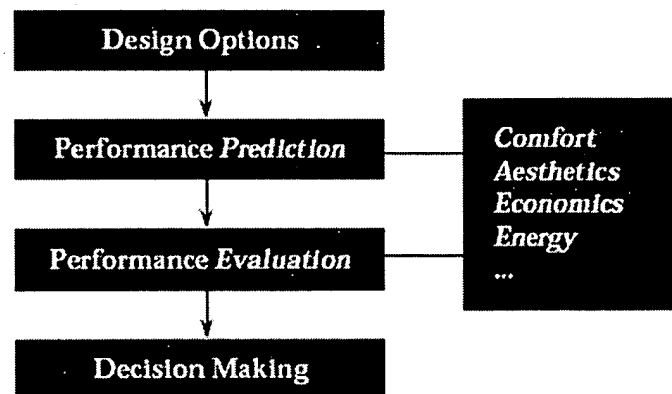 Design Options
Performance Prediction
Performance Evaluation
Decision Making
Comfort
Aesthetics
Economics
Energy
...